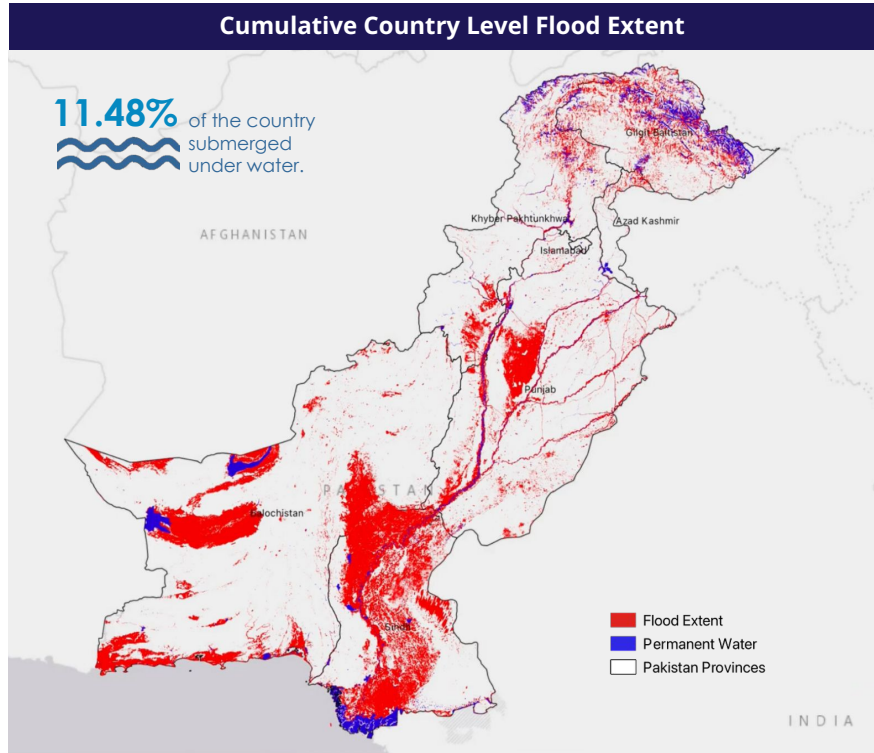 Cumulative Country Level Flood Extent
11.48% of the country
submerged
under water.
Gilgit Baltistan
Khyber Pakhtunkhwa
Azad Kashmir
AFGHANISTAN
Islamabad
Punjab
PAKISTAN
Balochistan
Flood Extent
Sindh
Permanent Water
Pakistan Provinces
INDIA